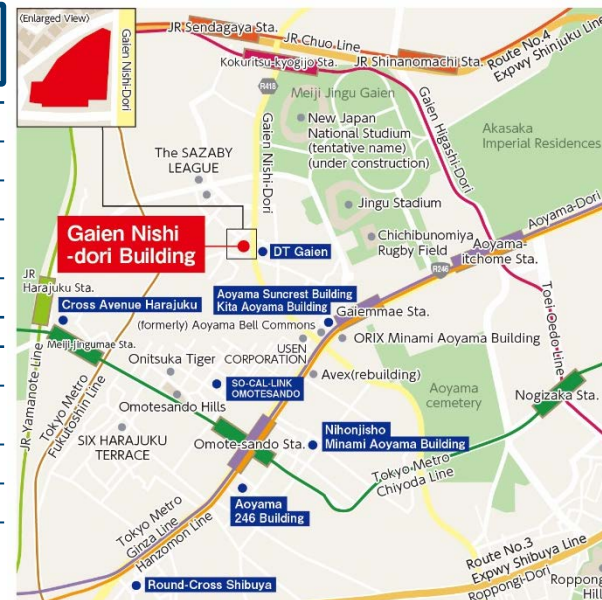 (Enlarged View)
Gaien Nishi-Dori
JR Sendagaya Sta.
JR Chuo Line
Kokuritsu-kyogijo Sta.
JR Shinanomachi Sta.
Route No.4
Expwy Shinjuku Line
R418
Meiji Jingu Gaien
Gaien Higashi-Dori
New Japan
National Stadium
(tentative name)
(under construction)
Akasaka
Imperial Residences
Gaien Nishi-Dori
The SAZABY
LEAGUE
Jingu Stadium
Aoyama-Dori
Gaien Nishi
-dori Building
DT Gaien
Chichibunomiya
Rugby Field
Aoyama-
itchome Sta.
R246
JR
Harajuku Sta.
Cross Avenue Harajuku
Aoyama Suncrest Building
Kita Aoyama Building
Gaiemmae Sta.
Toei Oedo Line
(formerly) Aoyama Bell Commons
Meiji-jingumae Sta.
USEN
CORPORATION
ORIX Minami Aoyama Building
Onitsuka Tiger
Avex(rebuilding)
SO-CAL-LINK
OMOTESANDO
Aoyama
cemetery
Nogizaka Sta.
JR-Yamanote-Line
Tokyo Metro
Fukutoshin Line
Omotesando Hills
SIX HARAJUKU
TERRACE
Omote-sando Sta.
Nihonjisho
Minami Aoyama Building
Tokyo Metro
Chiyoda Line
Aoyama
246 Building
Tokyo Metro
Ginza Line
Hanzomon Line
Route No.3
Expwy Shibuya Line
Roppongi-Dori
Roppong
Hill
Round-Cross Shibuya